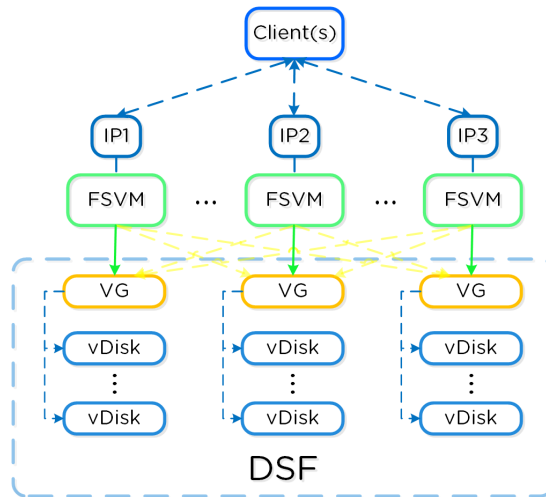 Client(s)
IP1 IP2 IP3
FSVM ... FSVM ... FSVM
VG VG VG
vDisk vDisk vDisk
vDisk vDisk vDisk
DSF